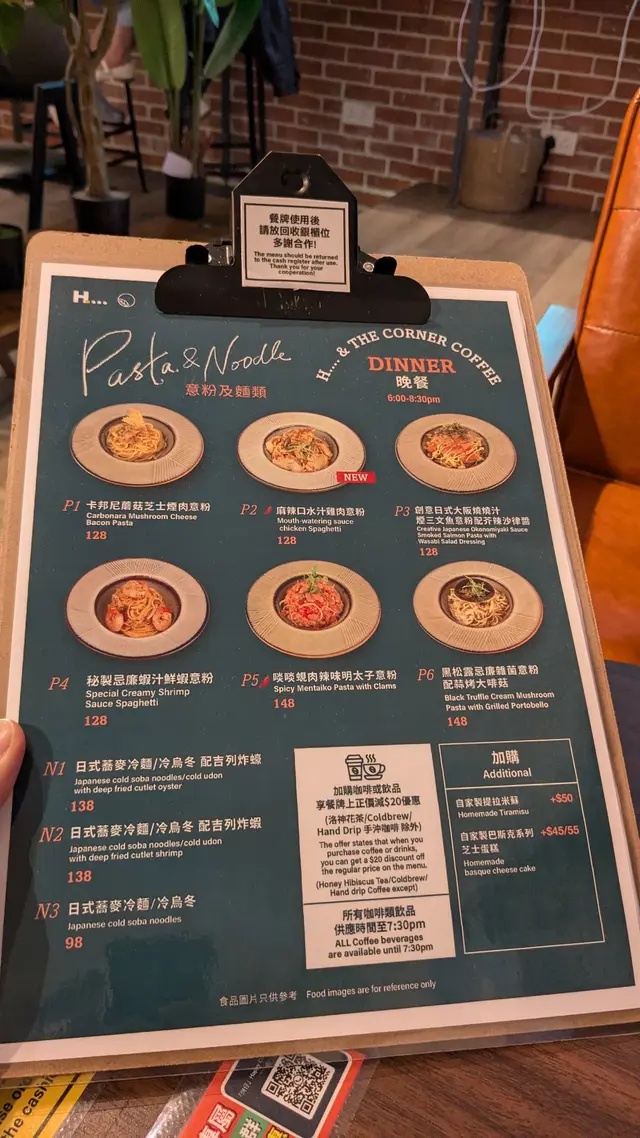 餐牌使用後
請放回收銀櫃位
多謝合作!
The menu should be returned
to the cash register after use.
Thank you for your
cooperation!
H....
Pasta & Noodle
意粉及麵類
H.... & THE CORNER COFFEE
DINNER
晚餐
6:00-8:30pm
P1 卡邦尼蘑菇芝士煙肉意粉
Carbonara Mushroom Cheese
Bacon Pasta
128
NEW
P2 麻辣口水汁雞肉意粉
Mouth-watering sauce
chicken Spaghetti
128
P3 創意日式大阪燒燒汁
煙三文魚意粉配芥辣沙律醬
Creative Japanese Okonomiyaki Sauce
Smoked Salmon Pasta with
Wasabi Salad Dressing
128
P4 秘製忌廉蝦汁鮮蝦意粉
Special Creamy Shrimp
Sauce Spaghetti
128
P5 啖啖蜆肉辣味明太子意粉
Spicy Mentaiko Pasta with Clams
148
P6 黑松露忌廉雜菌意粉
配蒜烤大啡菇
Black Truffle Cream Mushroom
Pasta with Grilled Portobello
148
N1 日式蕎麥冷麵/冷烏冬 配吉列炸蠔
Japanese cold soba noodles/cold udon
with deep fried cutlet oyster
138
N2 日式蕎麥冷麵/冷烏冬 配吉列炸蝦
Japanese cold soba noodles/cold udon
with deep fried cutlet shrimp
138
N3 日式蕎麥冷麵/冷烏冬
Japanese cold soba noodles
98
加購咖啡或飲品
享餐牌上正價減$20優惠
(洛神花茶/Coldbrew/
Hand Drip 手沖咖啡 除外)
The offer states that when you
purchase coffee or drinks,
you can get a $20 discount off
the regular price on the menu.
(Honey Hibiscus Tea/Coldbrew/
Hand drip Coffee except)
所有咖啡類飲品
供應時間至7:30pm
ALL Coffee beverages
are available until 7:30pm
加購
Additional
自家製提拉米蘇 +$50
Homemade Tiramisu
自家製巴斯克系列 +$45/55
芝士蛋糕
Homemade
basque cheese cake
食品圖片只供參考 Food images are for reference only
the cashi